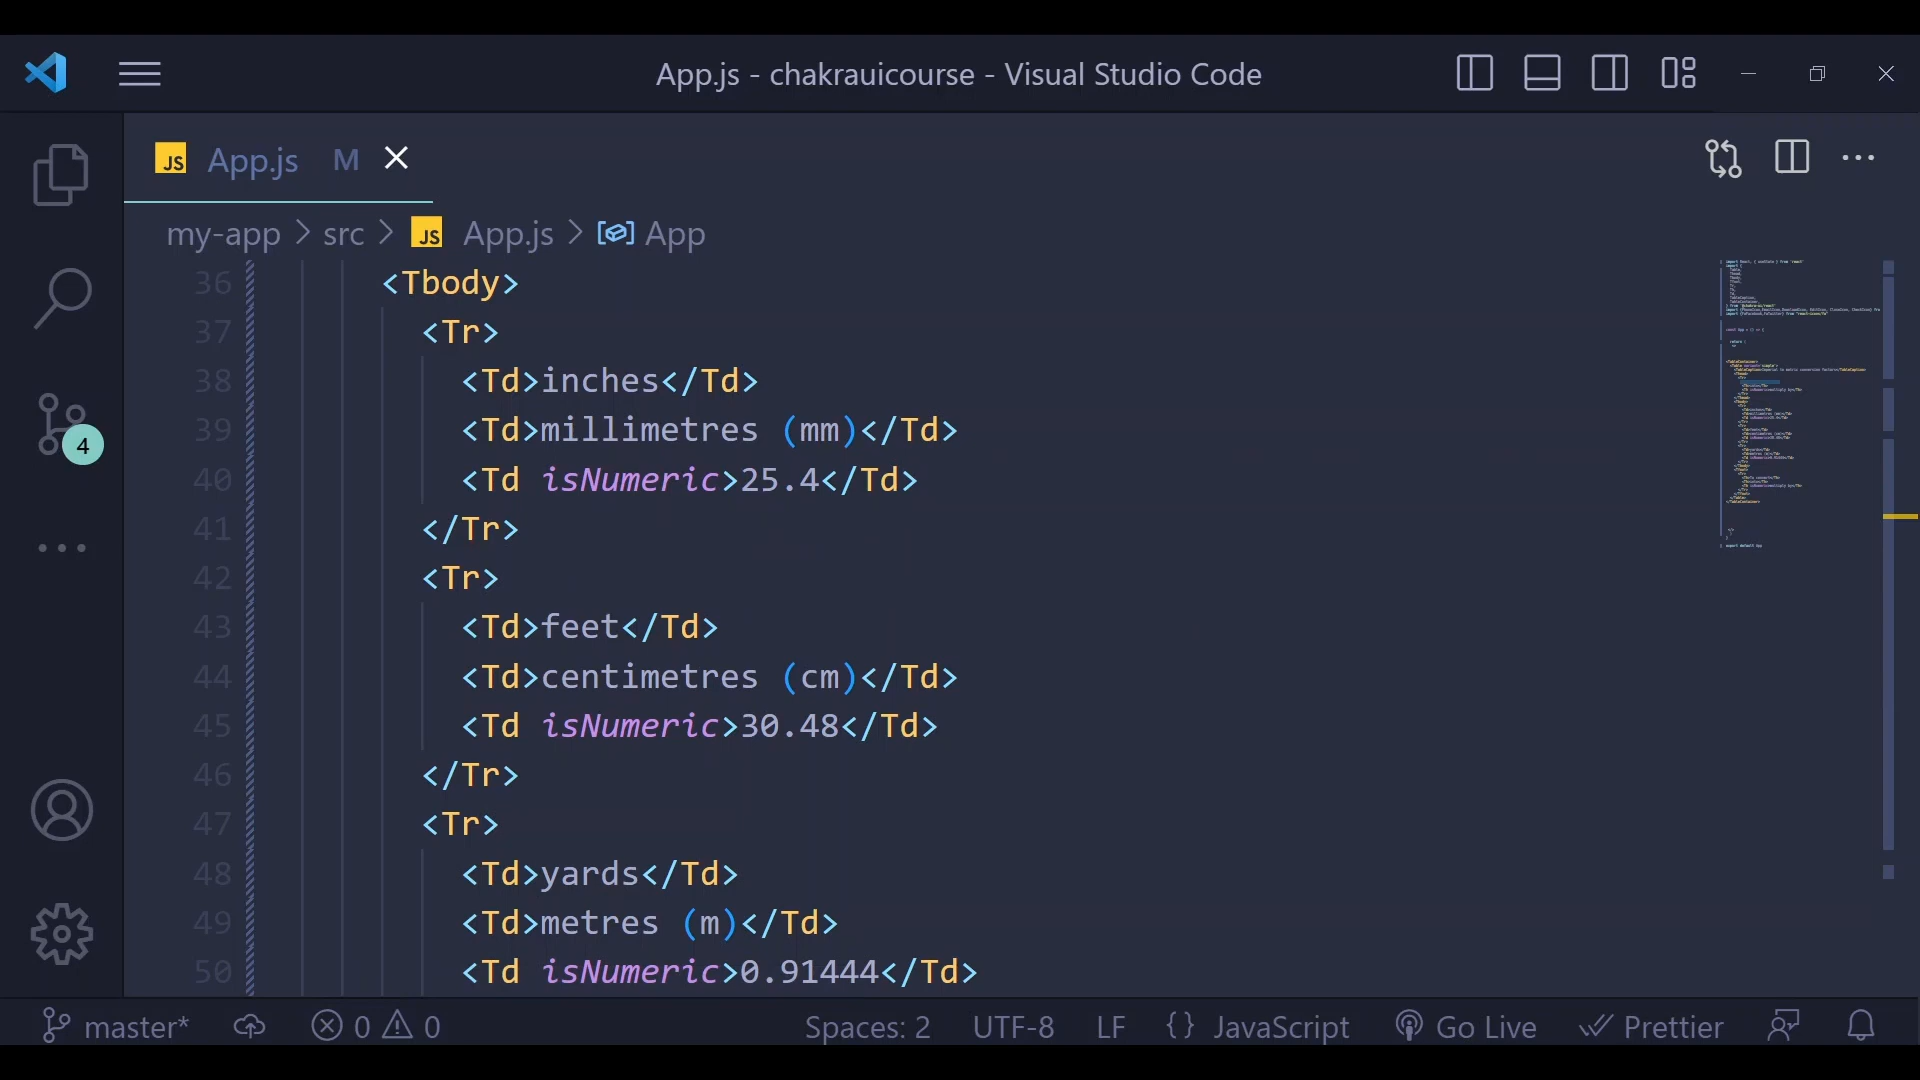 App.js - chakrauicourse - Visual Studio Code
JS App.js M
my-app > src > JS App.js > App
36 <Tbody>
37 <Tr>
38 <Td>inches</Td>
39 <Td>millimetres (mm)</Td>
40 <Td isNumeric>25.4</Td>
41 </Tr>
42 <Tr>
43 <Td>feet</Td>
44 <Td>centimetres (cm)</Td>
45 <Td isNumeric>30.48</Td>
46 </Tr>
47 <Tr>
48 <Td>yards</Td>
49 <Td>metres (m)</Td>
50 <Td isNumeric>0.91444</Td>
4
master* 0 0 Spaces: 2 UTF-8 LF {} JavaScript Go Live Prettier